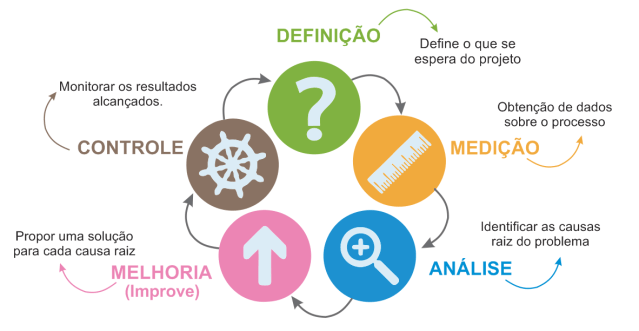 DEFINIÇÃO
Define o que se
espera do projeto
MEDIÇÃO
Obtenção de dados
sobre o processo
ANÁLISE
Identificar as causas
raiz do problema
MELHORIA
(Improve)
Propor uma solução
para cada causa raiz
CONTROLE
Monitorar os resultados
alcançados.